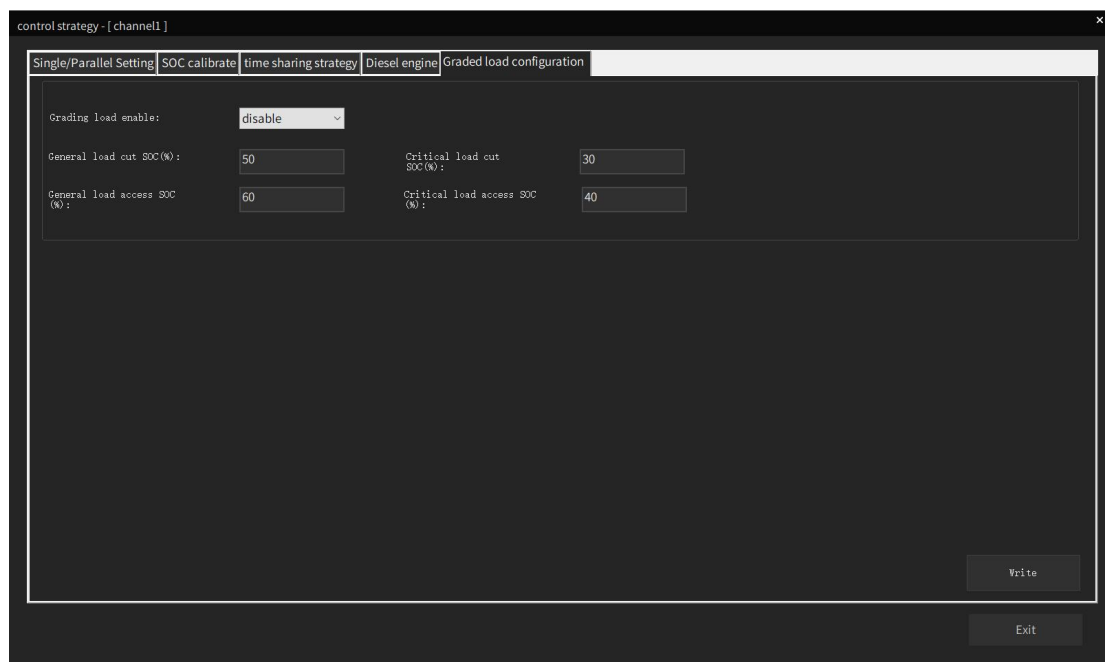 control strategy - [ channel1 ]
×
Single/Parallel Setting SOC calibrate time sharing strategy Diesel engine Graded load configuration
Grading load enable: disable
General load cut SOC(%): 50
Critical load cut
SOC(%): 30
General load access SOC
(%): 60
Critical load access SOC
(%): 40
Write
Exit